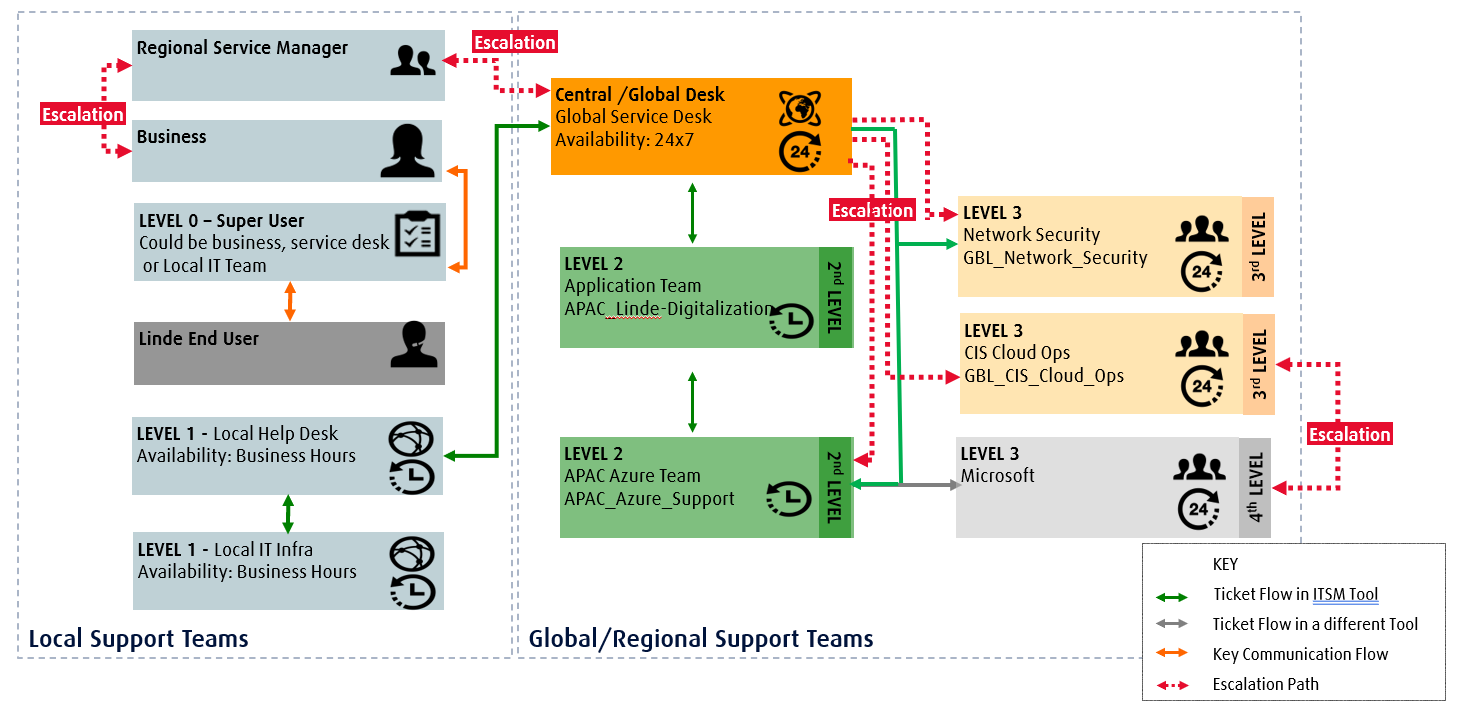 Regional Service Manager
Escalation
Business
LEVEL 0 – Super User
Could be business, service desk
or Local IT Team
Linde End User
LEVEL 1 - Local Help Desk
Availability: Business Hours
LEVEL 1 - Local IT Infra
Availability: Business Hours
Local Support Teams
Escalation
Central /Global Desk
Global Service Desk
Availability: 24x7
24
LEVEL 2
Application Team
APAC_Linde-Digitalization
2nd LEVEL
LEVEL 2
APAC Azure Team
APAC_Azure_Support
2nd LEVEL
Escalation
LEVEL 3
Network Security
GBL_Network_Security
24
3rd LEVEL
LEVEL 3
CIS Cloud Ops
GBL_CIS_Cloud_Ops
24
3rd LEVEL
Escalation
LEVEL 3
Microsoft
24
4th LEVEL
Global/Regional Support Teams
KEY
Ticket Flow in ITSM Tool
Ticket Flow in a different Tool
Key Communication Flow
Escalation Path